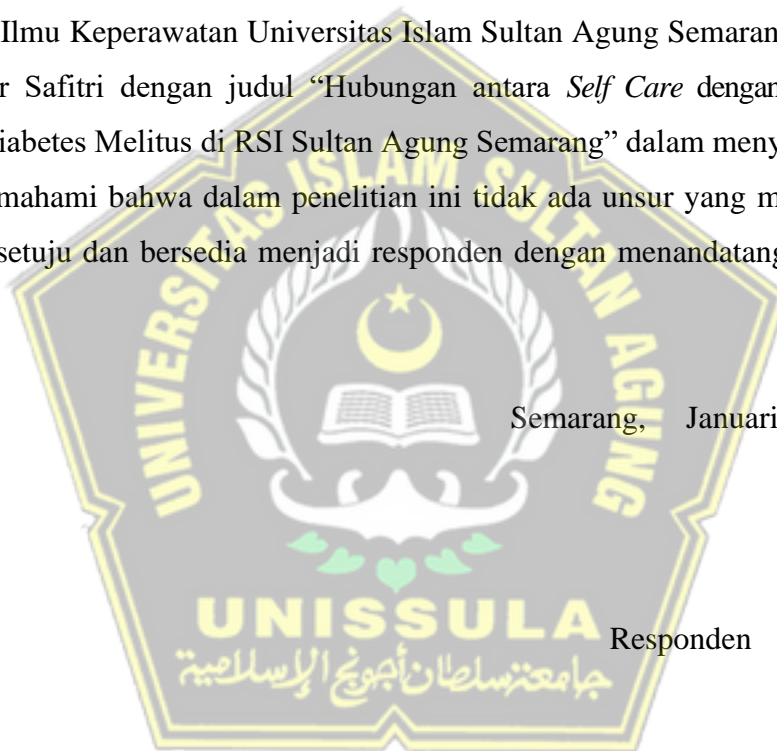 Ilmu Keperawatan Universitas Islam Sultan Agung Semaran
r Safitri dengan judul “Hubungan antara Self Care dengan
iabetes Melitus di RSI Sultan Agung Semarang” dalam meny
mahami bahwa dalam penelitian ini tidak ada unsur yang m
setuju dan bersedia menjadi responden dengan menandatang
UNIVERSITAS ISLAM SULTAN AGUNG
Semarang, Januari
UNISSULA
Responden
جامعة سلطان أجونج الإسلامية